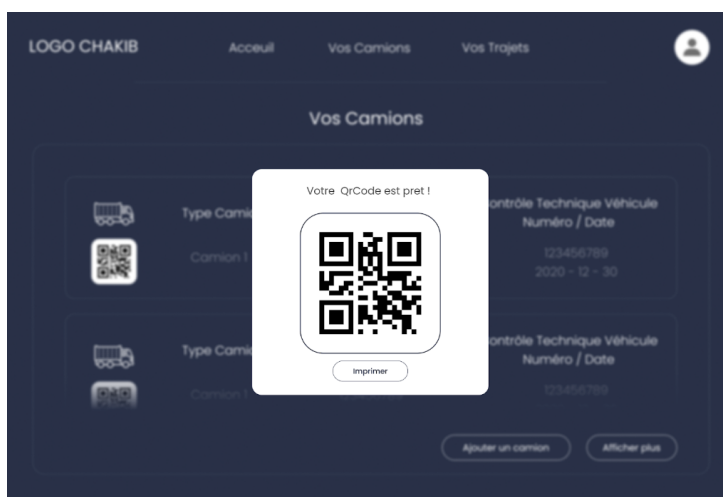 LOGO CHAKIB
Acceuil
Vos Camions
Vos Trajets
Vos Camions
Votre QrCode est pret !
Imprimer
Type Camio
Camion 1
ontrôle Technique Véhicule
Numéro / Date
123456789
2020 - 12 - 30
Type Camio
Camion 1
ontrôle Technique Véhicule
Numéro / Date
123456789
Ajouter un camion
Afficher plus